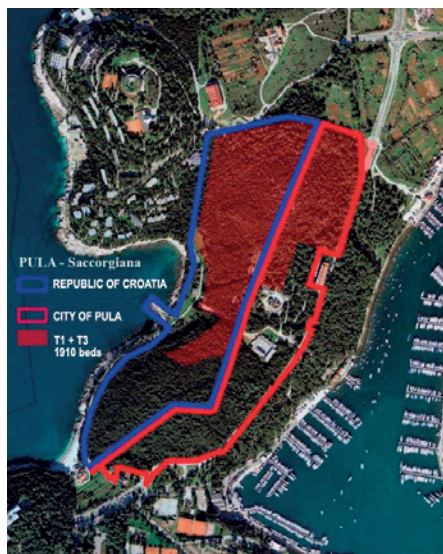 PULA - Saccorgiana
REPUBLIC OF CROATIA
CITY OF PULA
T1 + T3
1910 beds